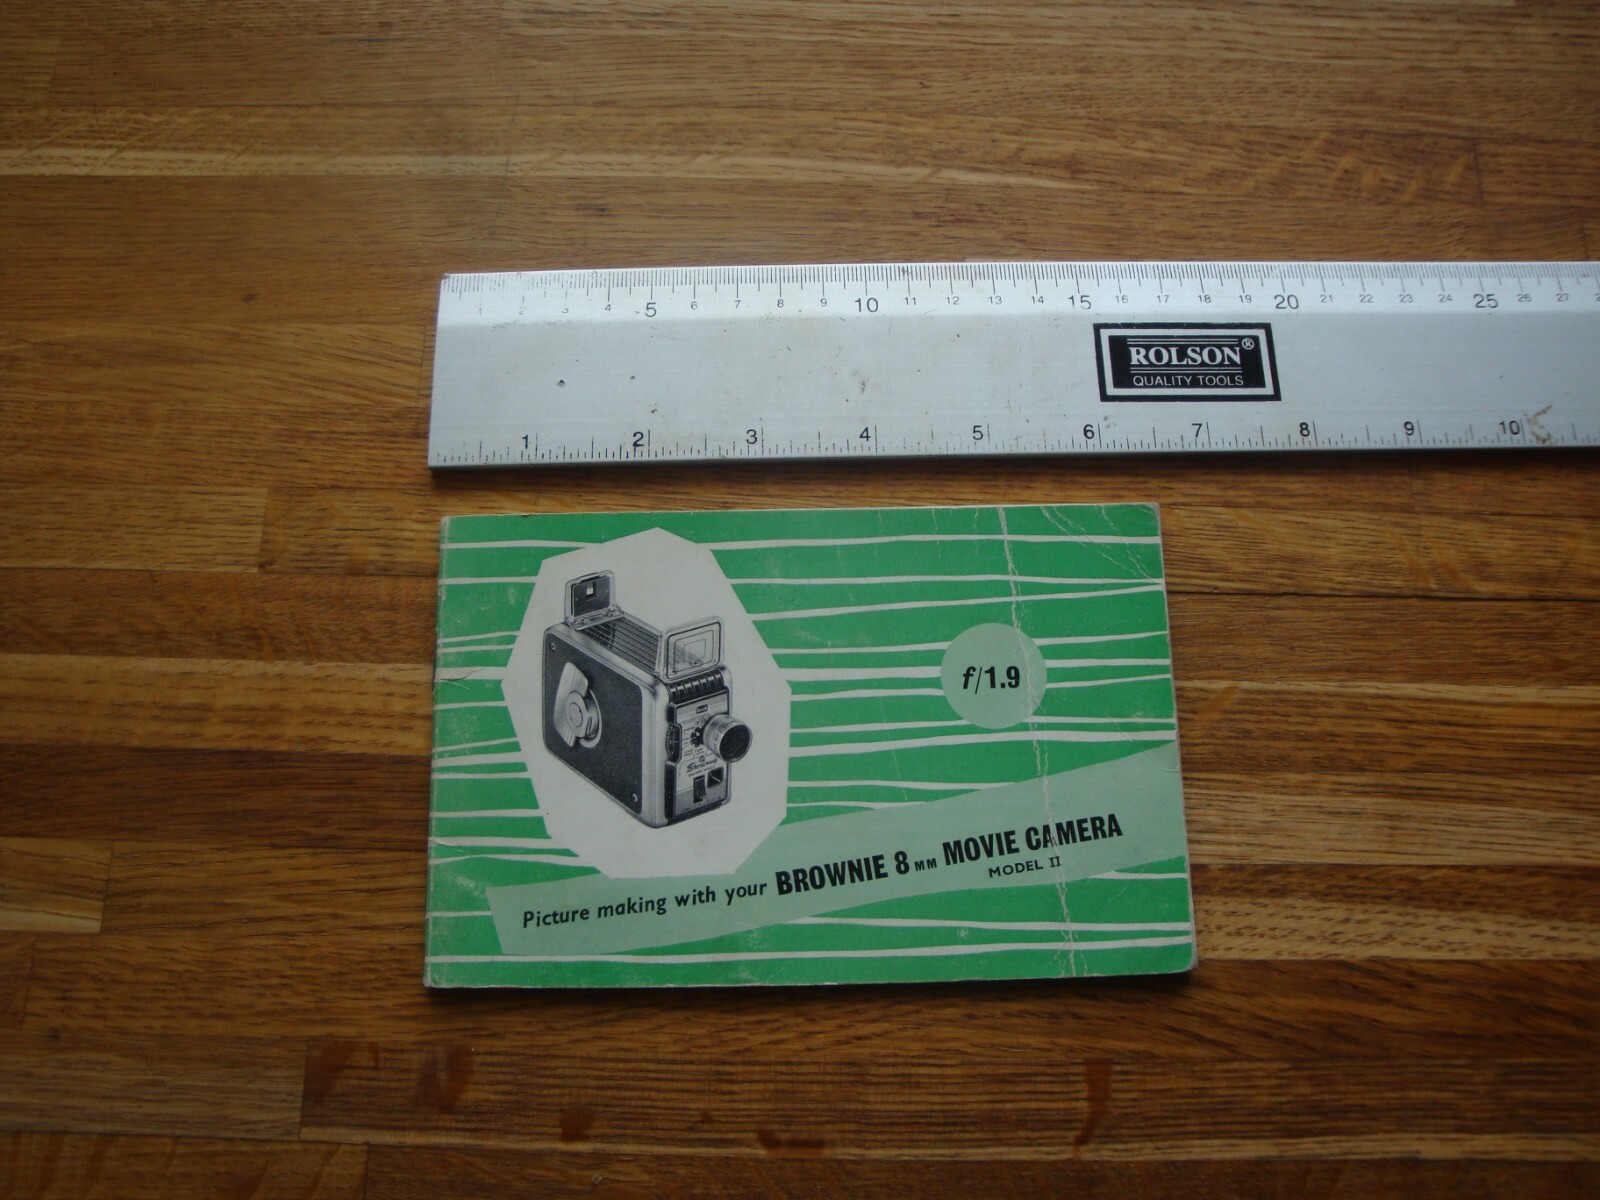 1 2 3 4 5 6 7 8 9 10 11 12 13 14 15 16 17 18 19 20 21 22 23 24 25 26 27
ROLSON®
QUALITY TOOLS
1 2 3 4 5 6 7 8 9 10
f/1.9
Brownie
Picture making with your BROWNIE 8 MM MOVIE CAMERA
MODEL II